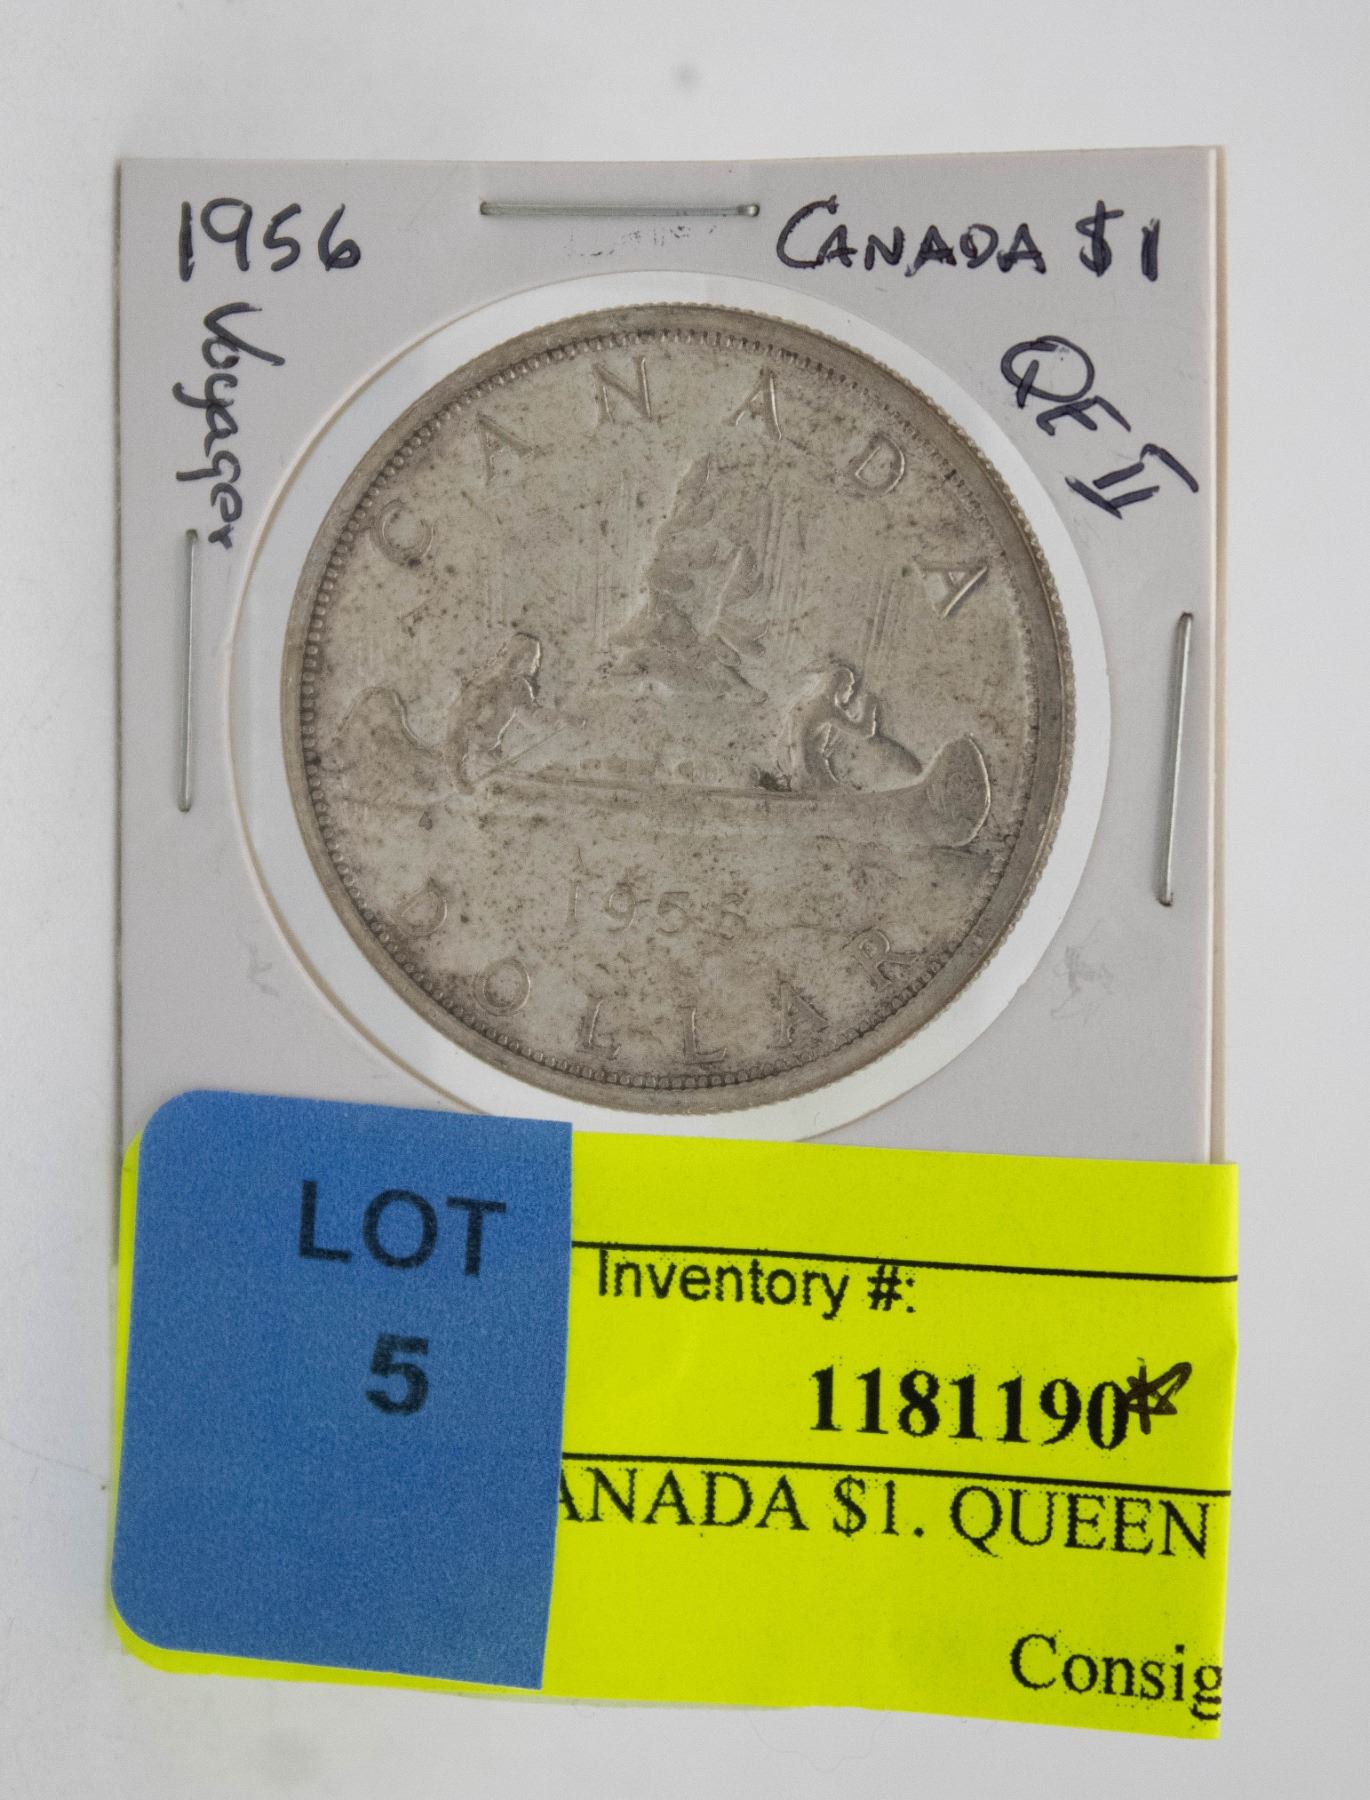 1956
CANADA $1
Voyager
QE II
CANADA
1956
DOLLAR
LOT
5
Inventory #:
1181190*
ANADA $1. QUEEN
Consig